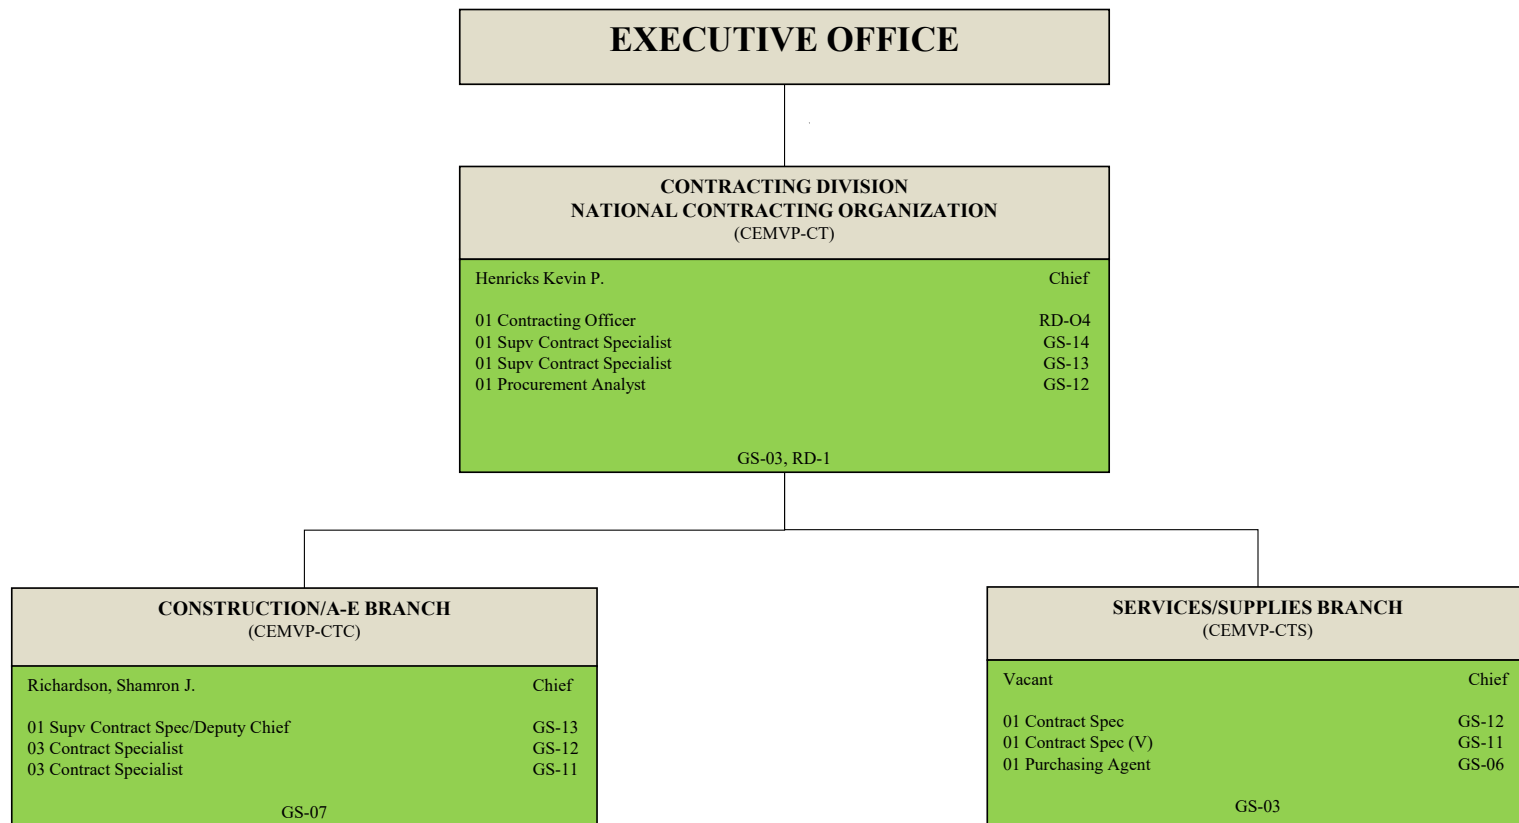 EXECUTIVE OFFICE
CONTRACTING DIVISION
NATIONAL CONTRACTING ORGANIZATION
(CEMVP-CT)
Henricks Kevin P. Chief
01 Contracting Officer RD-O4
01 Supv Contract Specialist GS-14
01 Supv Contract Specialist GS-13
01 Procurement Analyst GS-12
GS-03, RD-1
CONSTRUCTION/A-E BRANCH
(CEMVP-CTC)
Richardson, Shamron J. Chief
01 Supv Contract Spec/Deputy Chief GS-13
03 Contract Specialist GS-12
03 Contract Specialist GS-11
GS-07
SERVICES/SUPPLIES BRANCH
(CEMVP-CTS)
Vacant Chief
01 Contract Spec GS-12
01 Contract Spec (V) GS-11
01 Purchasing Agent GS-06
GS-03